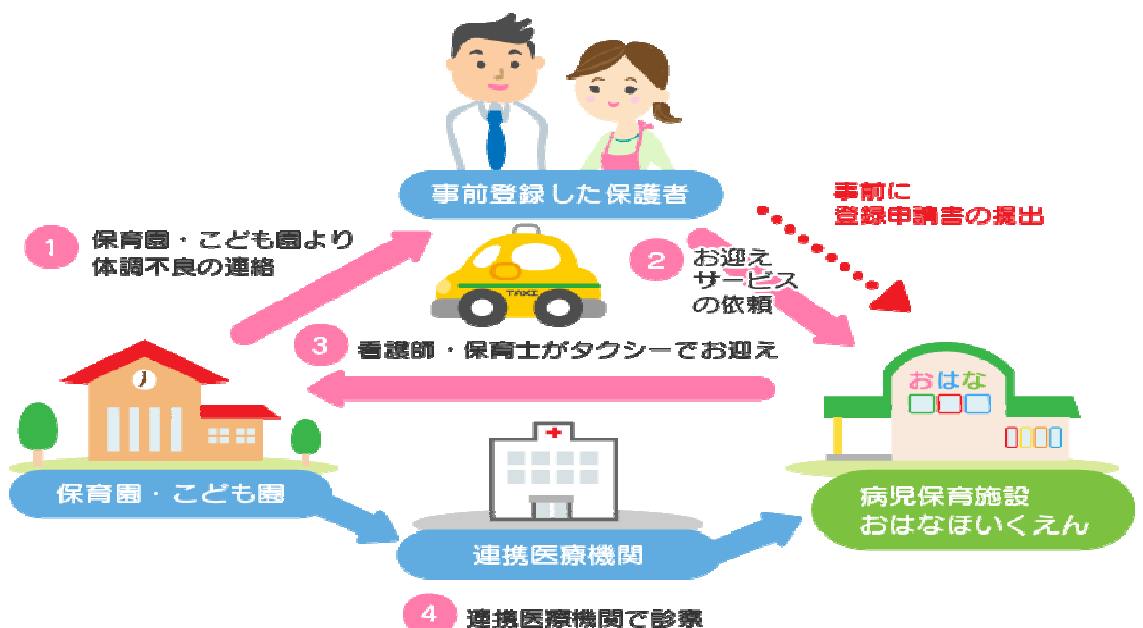 事前登録した保護者
事前に
登録申請書の提出
1
保育園・こども園より
体調不良の連絡
2
お迎え
サービス
の依頼
TAXI
3
看護師・保育士がタクシーでお迎え
おはな
保育園・こども園
病児保育施設
おはなほいくえん
連携医療機関
4
連携医療機関で診察